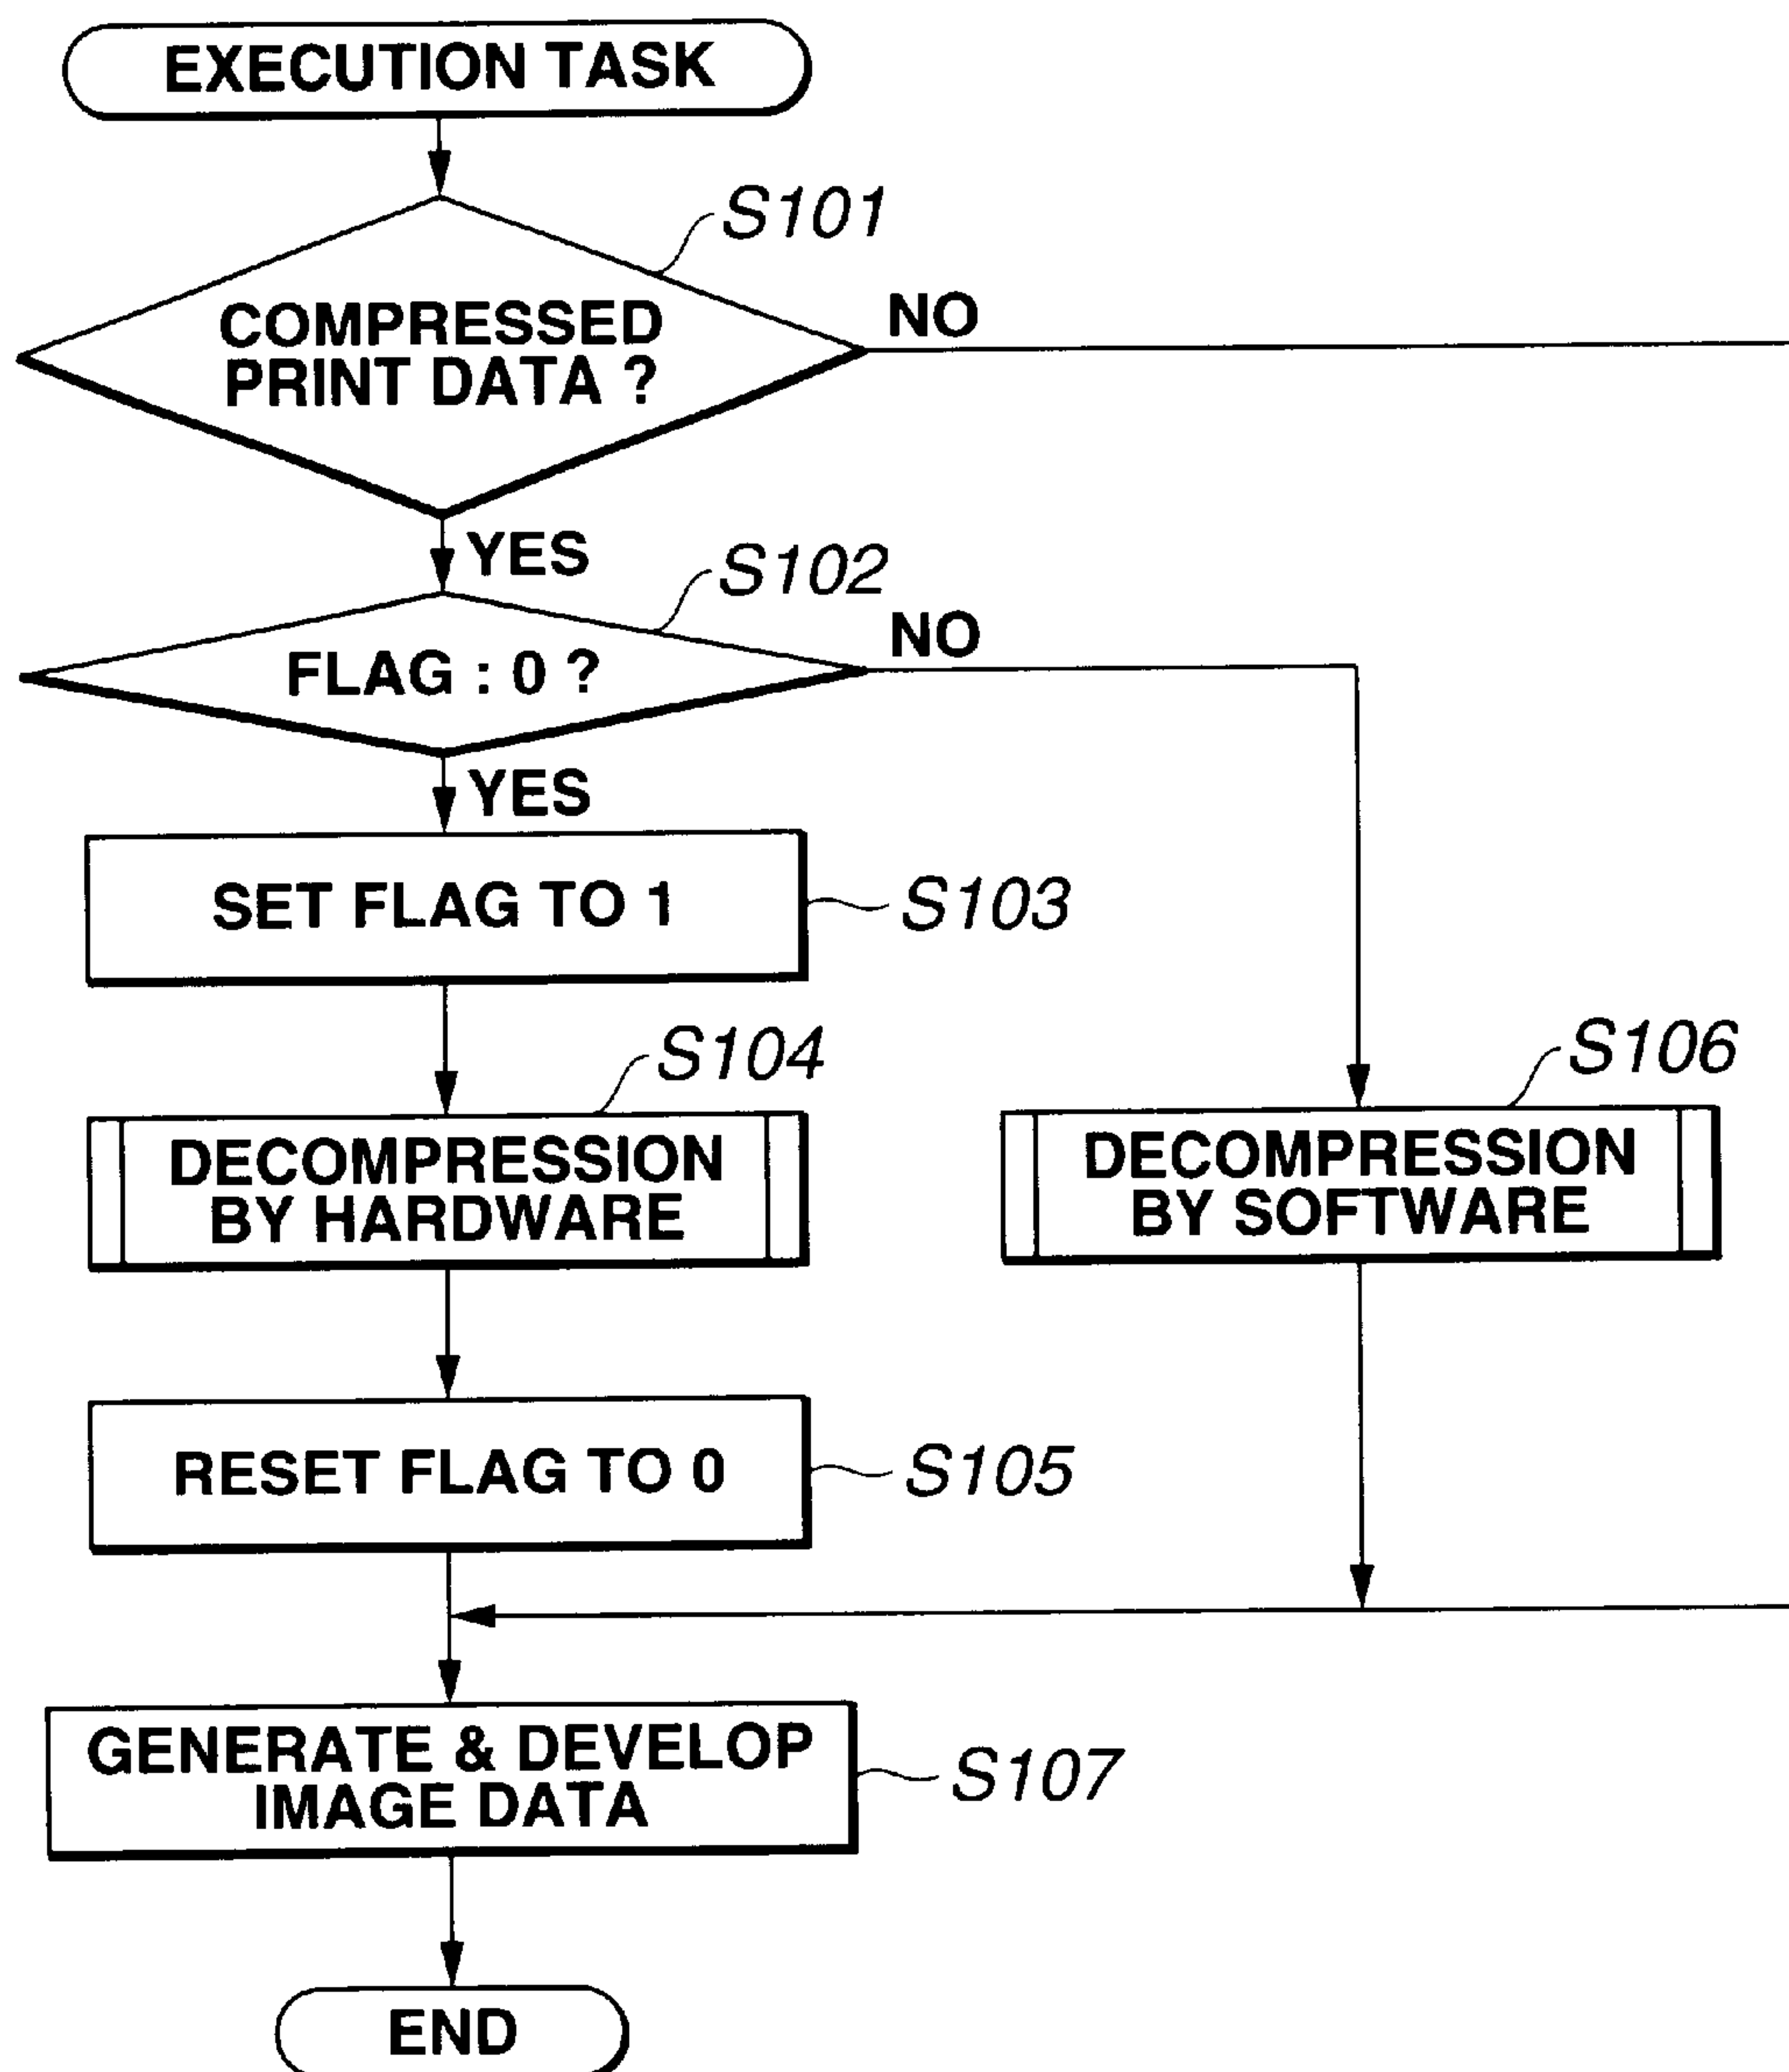 EXECUTION TASK
S101
COMPRESSED
PRINT DATA ?
NO
YES
S102
FLAG : 0 ?
NO
YES
SET FLAG TO 1
S103
S104
DECOMPRESSION
BY HARDWARE
S106
DECOMPRESSION
BY SOFTWARE
RESET FLAG TO 0
S105
GENERATE & DEVELOP
IMAGE DATA
S107
END